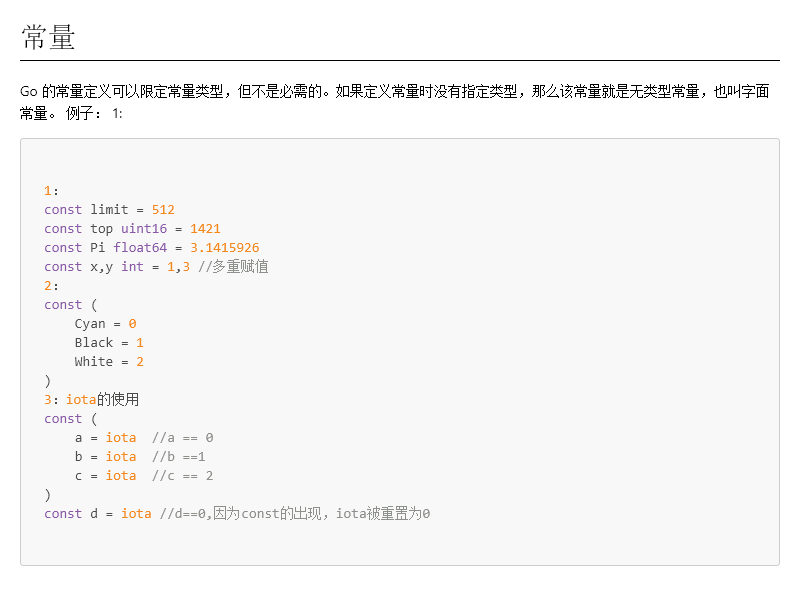 常量
Go 的常量定义可以限定常量类型，但不是必需的。如果定义常量时没有指定类型，那么该常量就是无类型常量，也叫字面
常量。 例子： 1:
1：
const limit = 512
const top uint16 = 1421
const Pi float64 = 3.1415926
const x,y int = 1,3 //多重赋值
2：
const (
    Cyan = 0
    Black = 1
    White = 2
)
3：iota的使用
const (
    a = iota  //a == 0
    b = iota  //b ==1
    c = iota  //c == 2
)
const d = iota //d==0,因为const的出现，iota被重置为0